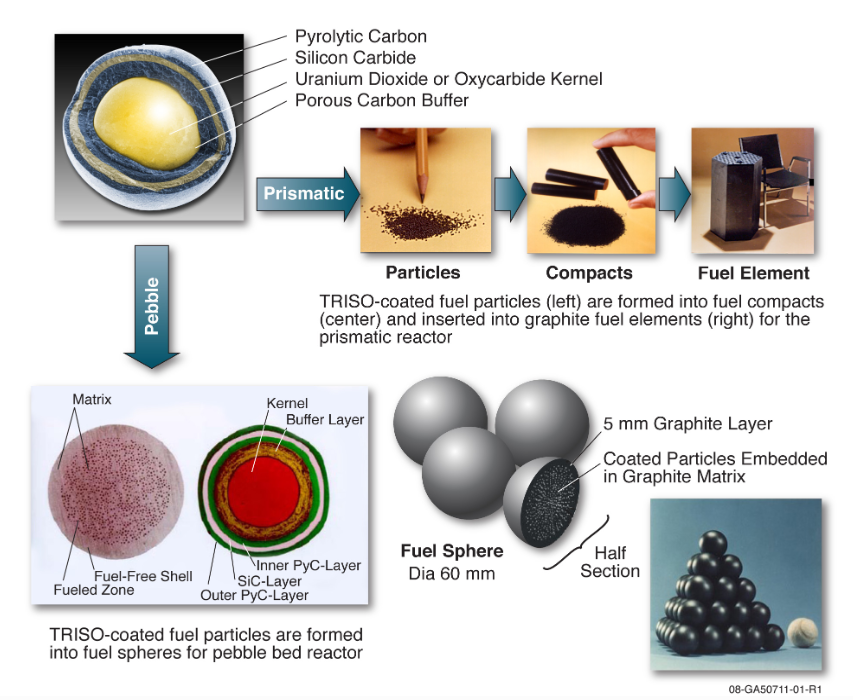 Pyrolytic Carbon
Silicon Carbide
Uranium Dioxide or Oxycarbide Kernel
Porous Carbon Buffer
Prismatic
Particles
Compacts
Fuel Element
TRISO-coated fuel particles (left) are formed into fuel compacts
(center) and inserted into graphite fuel elements (right) for the
prismatic reactor
Pebble
Matrix
Kernel
Buffer Layer
Fuel-Free Shell
Fueled Zone
Inner PyC-Layer
SiC-Layer
Outer PyC-Layer
TRISO-coated fuel particles are formed
into fuel spheres for pebble bed reactor
5 mm Graphite Layer
Coated Particles Embedded
in Graphite Matrix
Fuel Sphere
Dia 60 mm
Half
Section
08-GA50711-01-R1